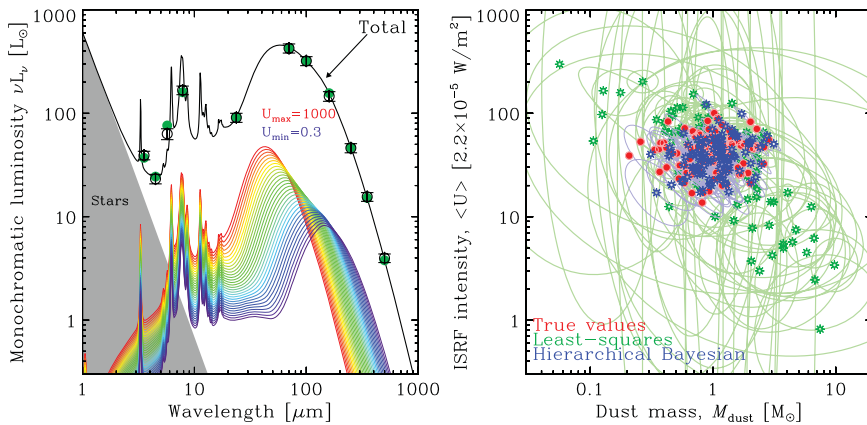 Monochromatic luminosity νLν [L⊙]
1000
100
10
1
Total
Umax=1000
Umin=0.3
Stars
1 10 100 1000
Wavelength [μm]
ISRF intensity, <U> [2.2×10⁻⁵ W/m²]
1000
100
10
1
True values
Least-squares
Hierarchical Bayesian
0.1 1 10
Dust mass, Mdust [M⊙]